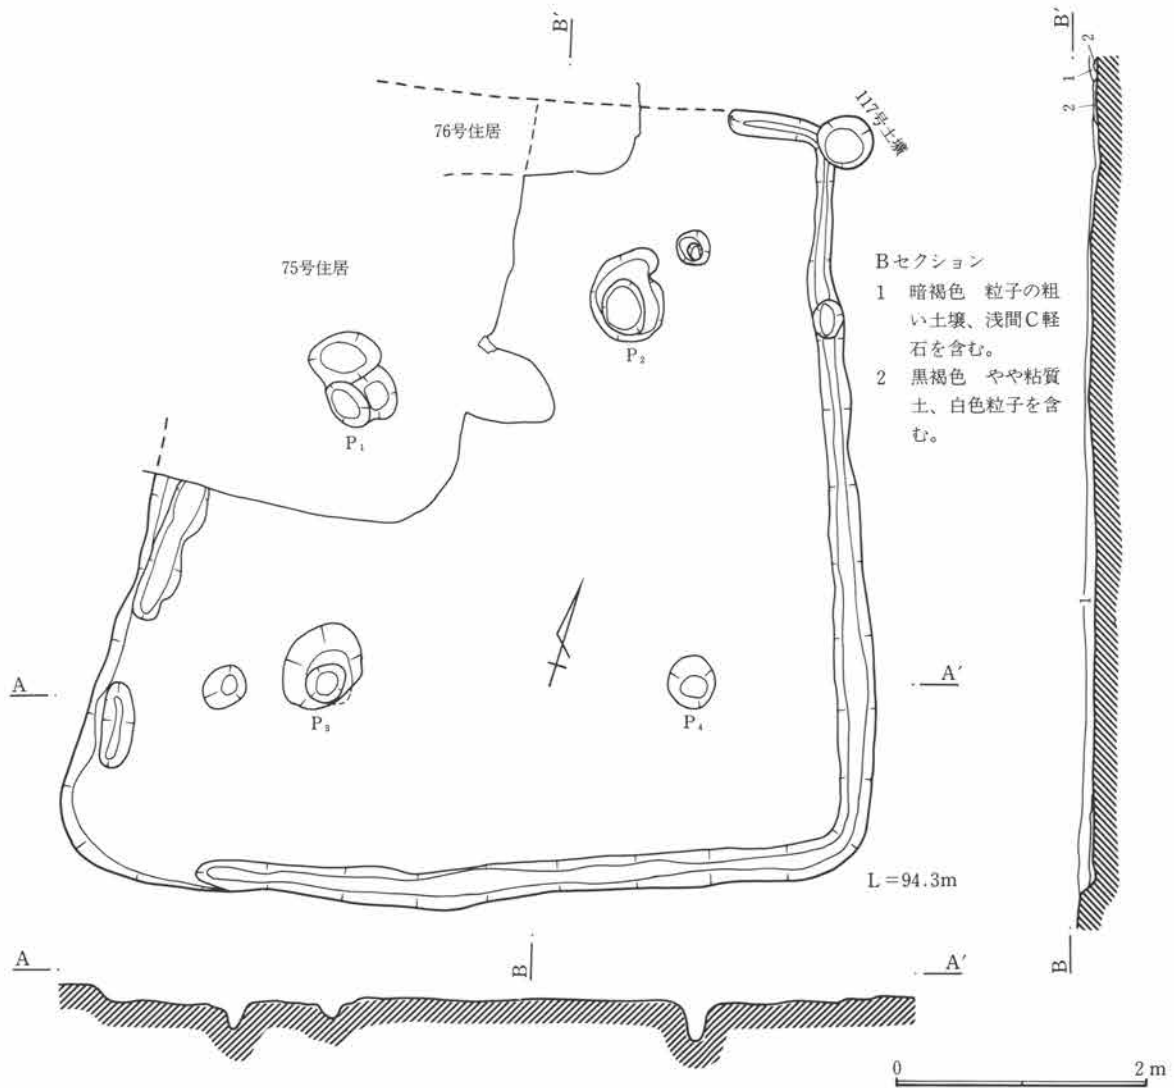 B′
B′
2
1
2
76号住居
117号土壙
75号住居
Bセクション
1 暗褐色 粒子の粗
い土壌、浅間C軽
石を含む。
2 黒褐色 やや粘質
土、白色粒子を含
む。
P₂
P₁
1
A
A′
P₃
P₄
L=94.3m
A
B
A′
B
0
2 m